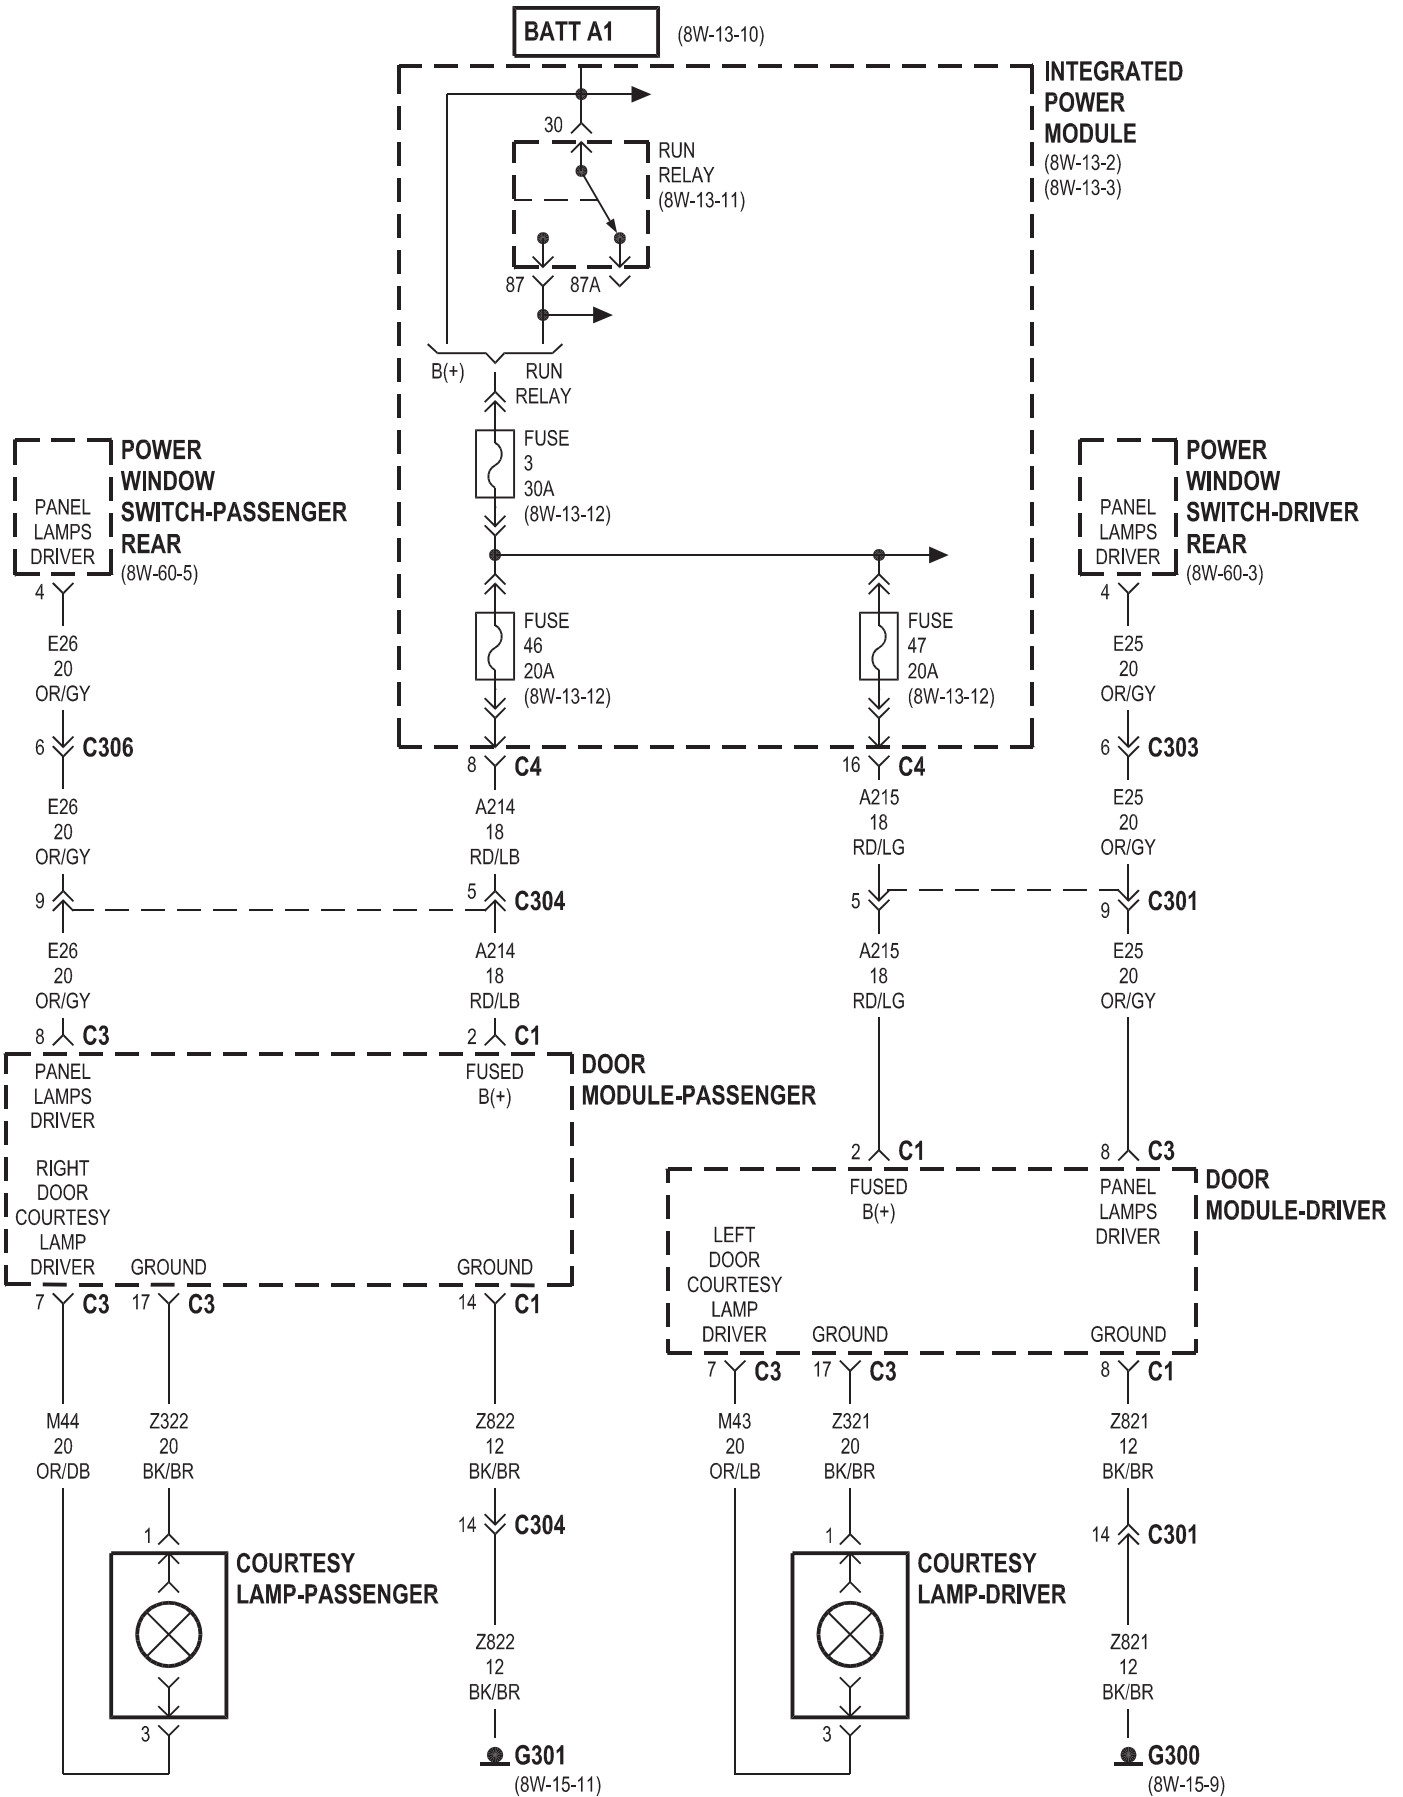 BATT A1
(8W-13-10)
INTEGRATED
POWER
MODULE
(8W-13-2)
(8W-13-3)
30
RUN
RELAY
(8W-13-11)
87
87A
B(+)
RUN
RELAY
FUSE
3
30A
(8W-13-12)
POWER
WINDOW
SWITCH-PASSENGER
REAR
(8W-60-5)
PANEL
LAMPS
DRIVER
4
E26
20
OR/GY
6
C306
E26
20
OR/GY
9
E26
20
OR/GY
8
C3
FUSE
46
20A
(8W-13-12)
8
C4
A214
18
RD/LB
5
C304
A214
18
RD/LB
2
C1
FUSE
47
20A
(8W-13-12)
16
C4
A215
18
RD/LG
5
A215
18
RD/LG
2
C1
POWER
WINDOW
SWITCH-DRIVER
REAR
(8W-60-3)
PANEL
LAMPS
DRIVER
4
E25
20
OR/GY
6
C303
E25
20
OR/GY
9
C301
E25
20
OR/GY
8
C3
DOOR
MODULE-PASSENGER
PANEL
LAMPS
DRIVER
FUSED
B(+)
RIGHT
DOOR
COURTESY
LAMP
DRIVER
GROUND
GROUND
7
C3
17
C3
14
C1
M44
20
OR/DB
Z322
20
BK/BR
Z822
12
BK/BR
1
COURTESY
LAMP-PASSENGER
3
14
C304
Z822
12
BK/BR
G301
(8W-15-11)
DOOR
MODULE-DRIVER
FUSED
B(+)
PANEL
LAMPS
DRIVER
LEFT
DOOR
COURTESY
LAMP
DRIVER
GROUND
GROUND
7
C3
17
C3
8
C1
M43
20
OR/LB
Z321
20
BK/BR
Z821
12
BK/BR
1
COURTESY
LAMP-DRIVER
3
14
C301
Z821
12
BK/BR
G300
(8W-15-9)